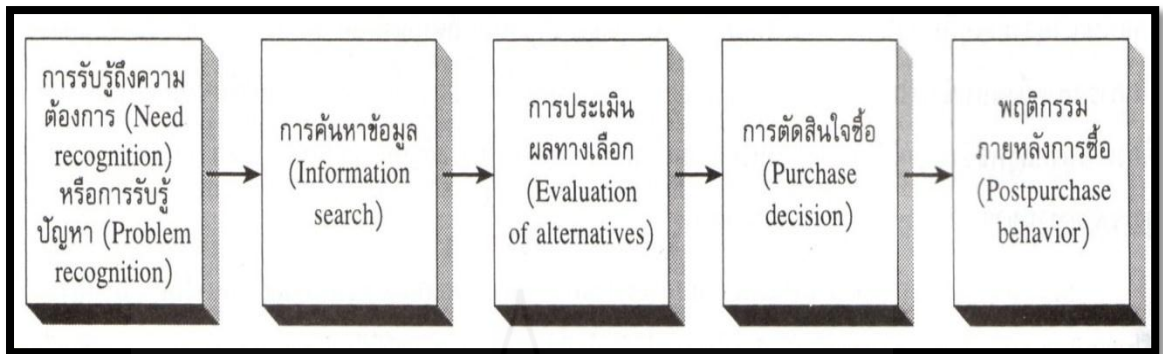 การรับรู้ถึงความ
ต้องการ (Need
recognition)
หรือการรับรู้
ปัญหา (Problem
recognition)
การค้นหาข้อมูล
(Information
search)
การประเมิน
ผลทางเลือก
(Evaluation
of alternatives)
การตัดสินใจซื้อ
(Purchase
decision)
พฤติกรรม
ภายหลังการซื้อ
(Postpurchase
behavior)